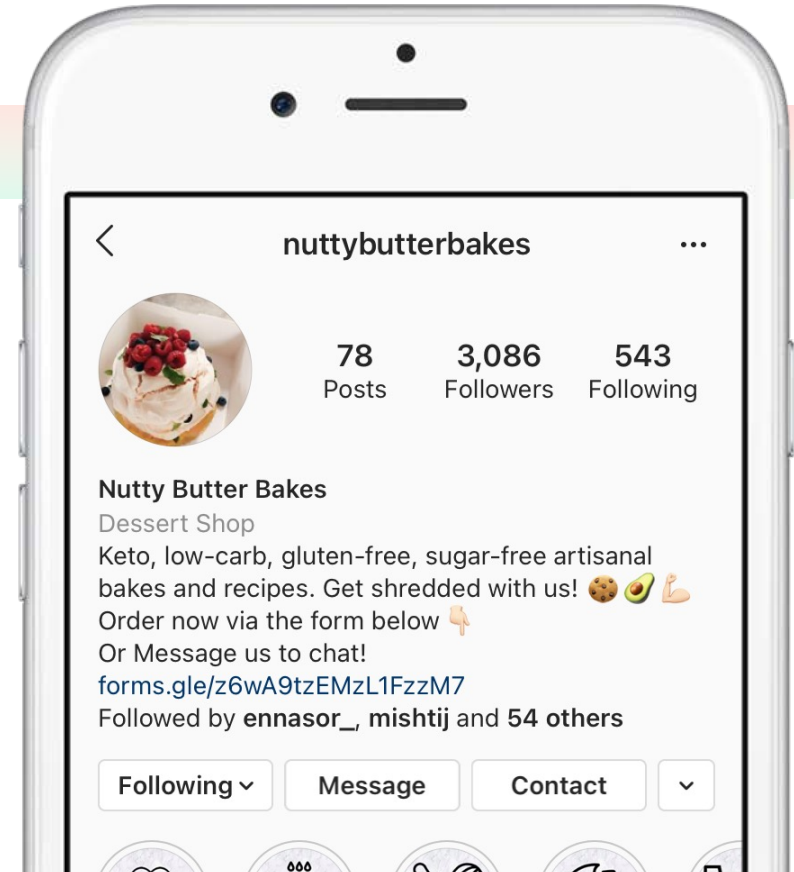 nuttybutterbakes
78 3,086 543
Posts Followers Following
Nutty Butter Bakes
Dessert Shop
Keto, low-carb, gluten-free, sugar-free artisanal
bakes and recipes. Get shredded with us! 🍪🥑💪🏻
Order now via the form below 👇🏻
Or Message us to chat!
forms.gle/z6wA9tzEMzL1FzzM7
Followed by ennasor_, mishtij and 54 others
Following Message Contact